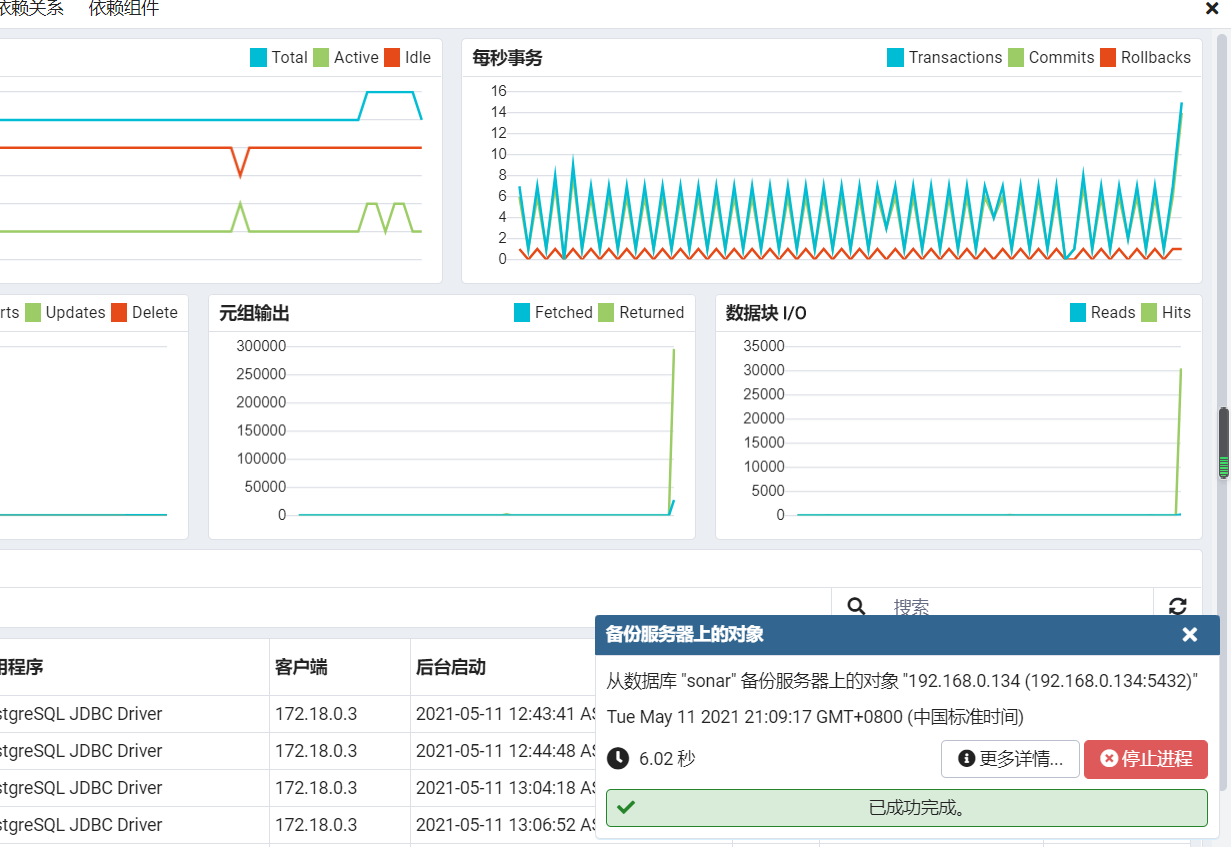 依赖关系 依赖组件
Total Active Idle
每秒事务 Transactions Commits Rollbacks
16
14
12
10
8
6
4
2
0
Updates Delete
元组输出 Fetched Returned
300000
250000
200000
150000
100000
50000
0
数据块 I/O Reads Hits
35000
30000
25000
20000
15000
10000
5000
0
搜索
用程序 客户端 后台启动
stgreSQL JDBC Driver 172.18.0.3 2021-05-11 12:43:41 AS
stgreSQL JDBC Driver 172.18.0.3 2021-05-11 12:44:48 AS
stgreSQL JDBC Driver 172.18.0.3 2021-05-11 13:04:18 AS
stgreSQL JDBC Driver 172.18.0.3 2021-05-11 13:06:52 AS
备份服务器上的对象
从数据库 "sonar" 备份服务器上的对象 "192.168.0.134 (192.168.0.134:5432)"
Tue May 11 2021 21:09:17 GMT+0800 (中国标准时间)
6.02 秒 更多详情... 停止进程
已成功完成。